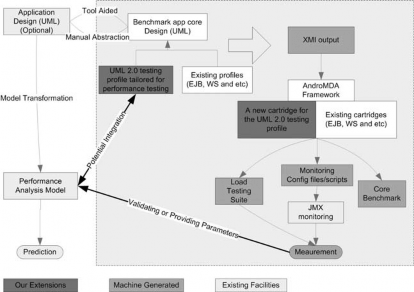 Application
Design (UML)
(Optional)
Tool Aided
Manual Abstraction
Benchmark app core
Design (UML)
XMI output
UML 2.0 testing
profile tailored for
performance testing
Existing profiles
(EJB, WS and etc)
AndroMDA
Framework
A new cartridge for
the UML 2.0 testing
profile
Existing cartridges
(EJB, WS and etc)
Model Transformation
Potential Integration
Performance
Analysis Model
Validating or Providing Parameters
Load
Testing
Suite
Monitoring
Config files/scripts
Core
Benchmark
JMX
monitoring
Prediction
Measurement
Our Extensions
Machine Generated
Existing Facilities